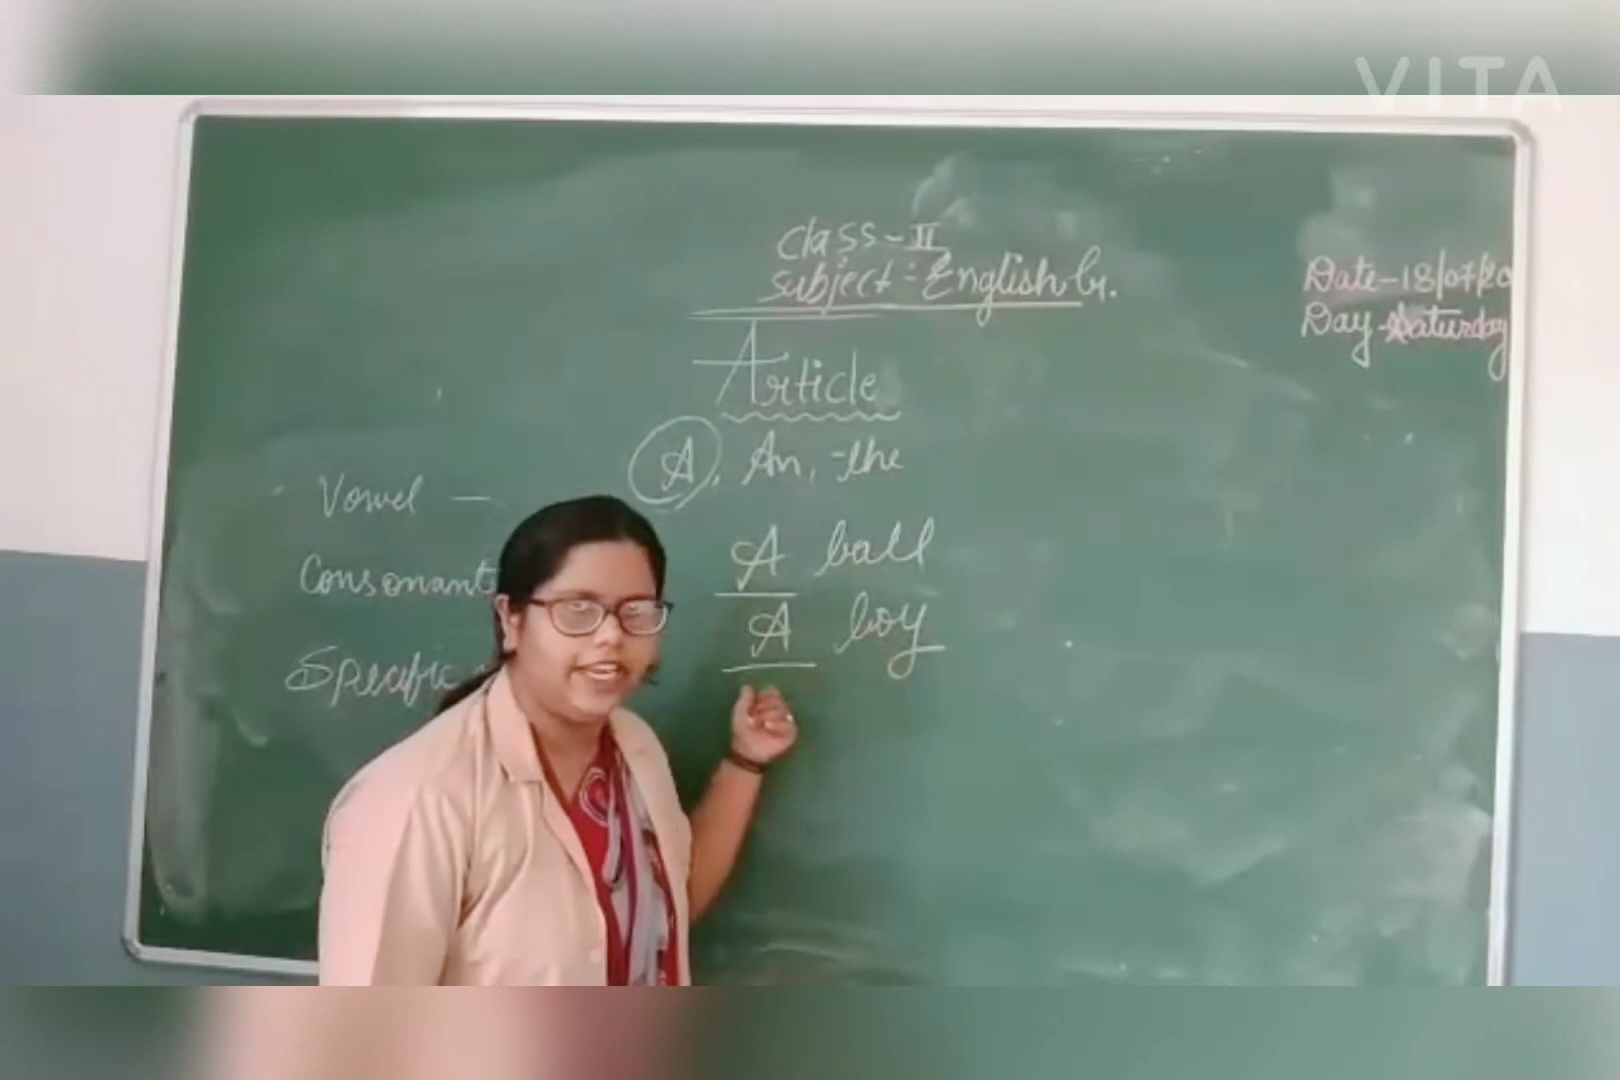 VITA
Class-II
Subject:-English Gr.
Date-18/07/20
Day-Saturday
Article
A, An, the
Vowel —
A ball
Consonant
A boy
Specific